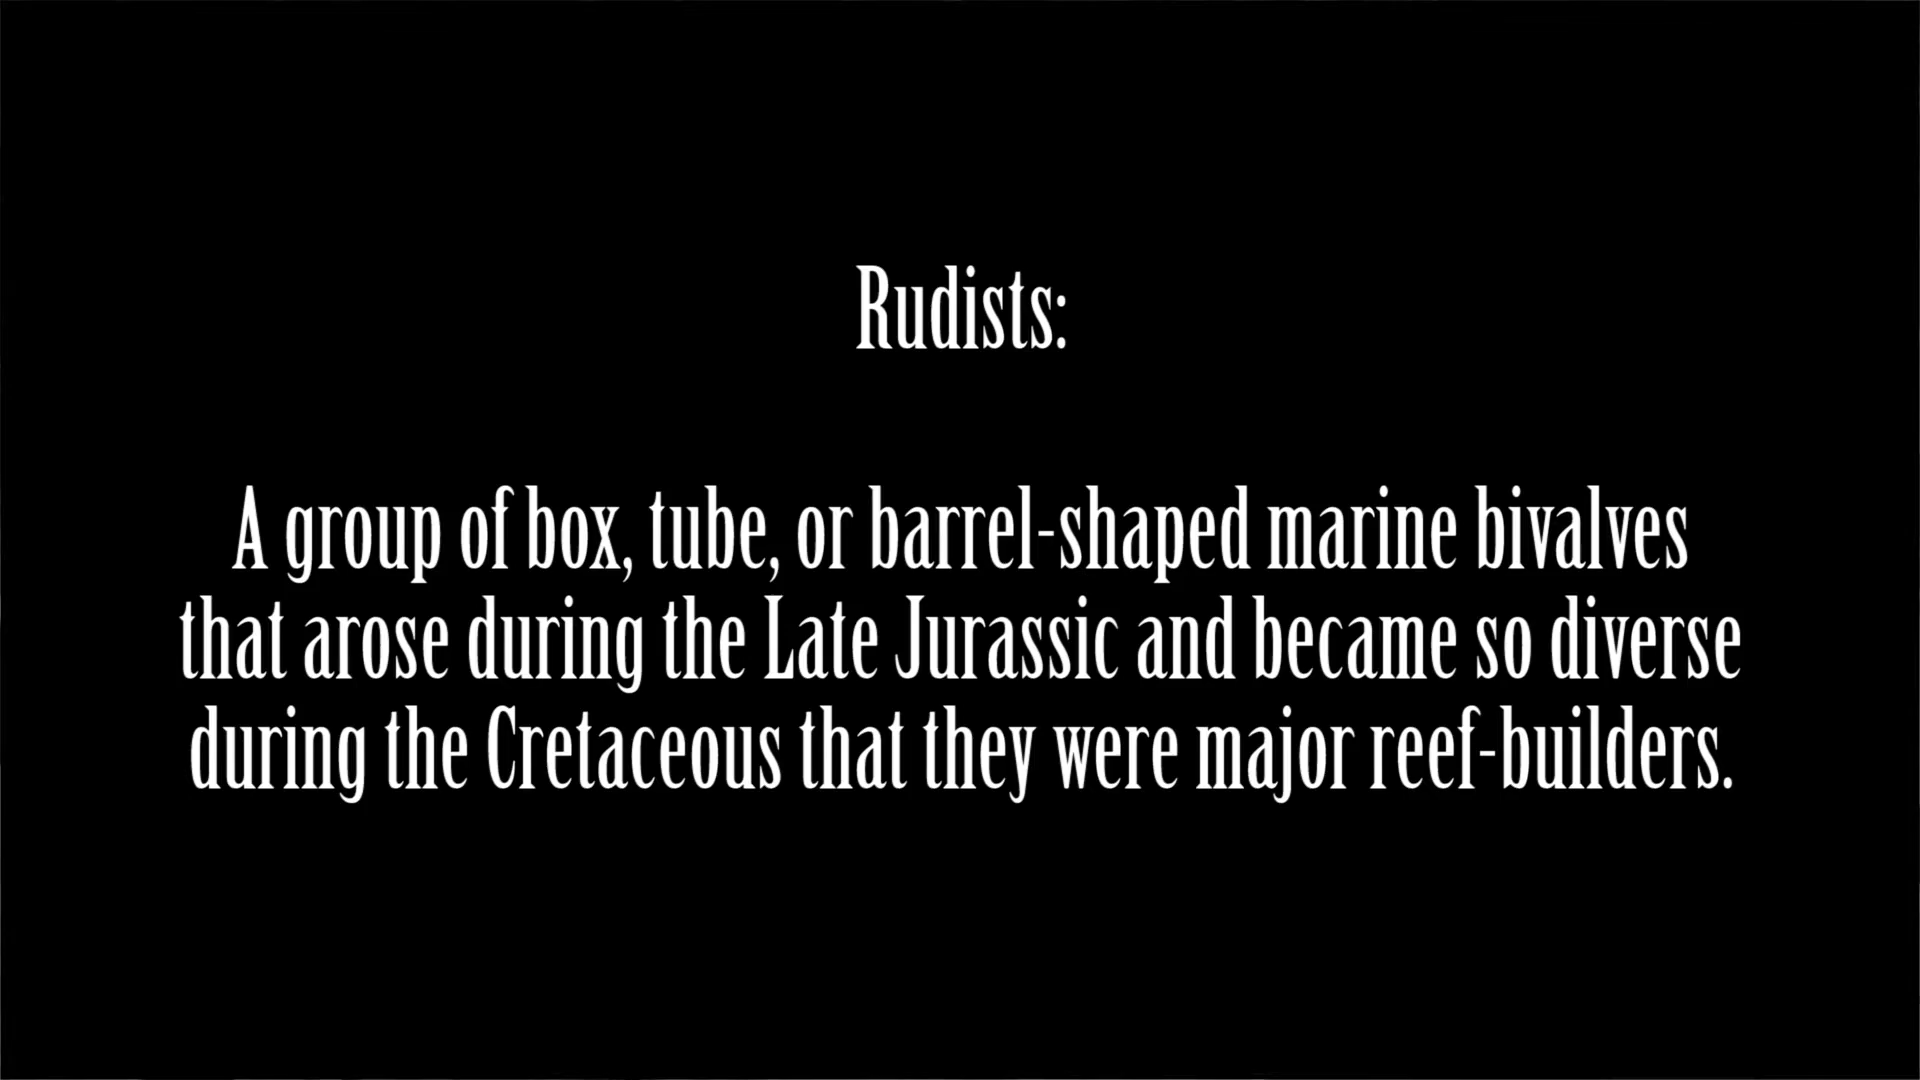 Rudists:
A group of box, tube, or barrel-shaped marine bivalves
that arose during the Late Jurassic and became so diverse
during the Cretaceous that they were major reef-builders.